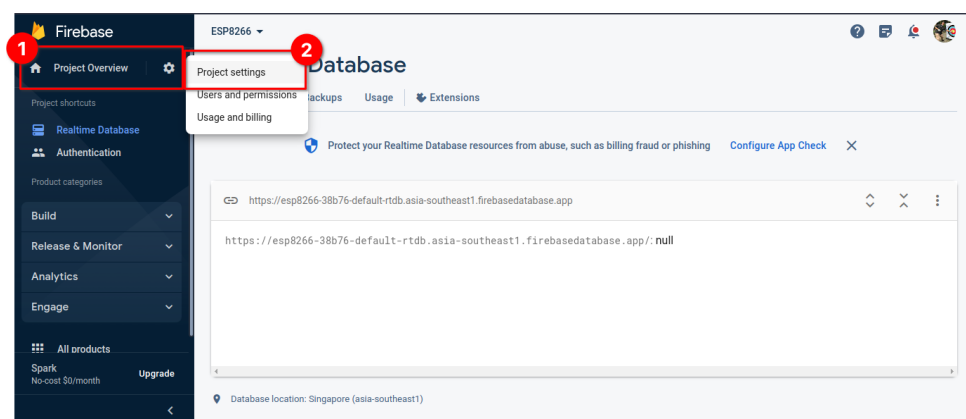 Firebase
ESP8266
1
2
Project Overview
Project settings
Database
Users and permissions
Backups
Usage
Extensions
Usage and billing
Project shortcuts
Realtime Database
Authentication
Product categories
Build
Release & Monitor
Analytics
Engage
All products
Spark
No-cost $0/month
Upgrade
Protect your Realtime Database resources from abuse, such as billing fraud or phishing
Configure App Check
https://esp8266-38b76-default-rtdb.asia-southeast1.firebasedatabase.app
https://esp8266-38b76-default-rtdb.asia-southeast1.firebasedatabase.app/: null
Database location: Singapore (asia-southeast1)